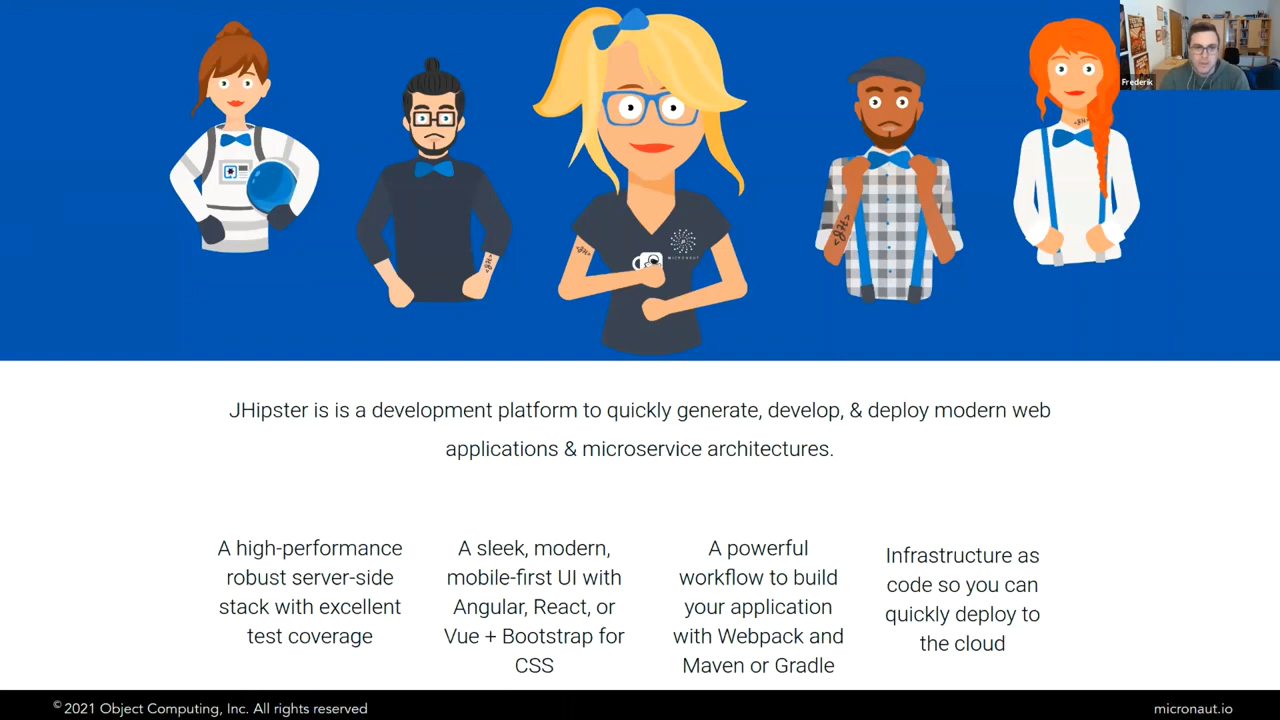 Frederik
MICRONAUT
JHipster is is a development platform to quickly generate, develop, & deploy modern web
applications & microservice architectures.
A high-performance
robust server-side
stack with excellent
test coverage
A sleek, modern,
mobile-first UI with
Angular, React, or
Vue + Bootstrap for
CSS
A powerful
workflow to build
your application
with Webpack and
Maven or Gradle
Infrastructure as
code so you can
quickly deploy to
the cloud
© 2021 Object Computing, Inc. All rights reserved
micronaut.io